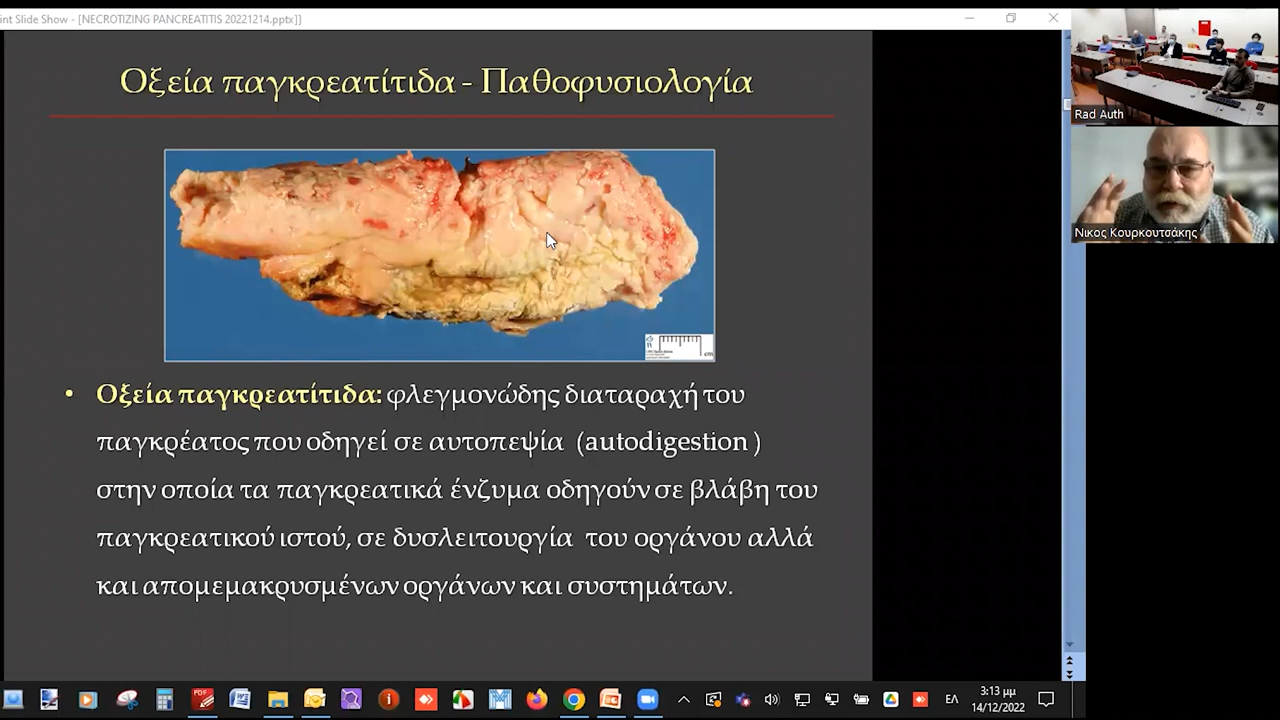 int Slide Show - [NECROTIZING PANCREATITIS 20221214.pptx]]
Οξεία παγκρεατίτιδα - Παθοφυσιολογία
cm
• Οξεία παγκρεατίτιδα: φλεγμονώδης διαταραχή του
παγκρέατος που οδηγεί σε αυτοπεψία (autodigestion )
στην οποία τα παγκρεατικά ένζυμα οδηγούν σε βλάβη του
παγκρεατικού ιστού, σε δυσλειτουργία του οργάνου αλλά
και απομεμακρυσμένων οργάνων και συστημάτων.
Rad Auth
Νικος Κουρκουτσάκης
PDF
ΕΛ
3:13 μμ
14/12/2022